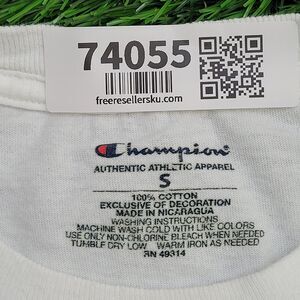 74055
freeresellersku.com
Champion
AUTHENTIC ATHLETIC APPAREL
S
100% COTTON
EXCLUSIVE OF DECORATION
MADE IN NICARAGUA
WASHING INSTRUCTIONS
MACHINE WASH COLD WITH LIKE COLORS
USE ONLY NON-CHLORINE BLEACH WHEN NEEDED
TUMBLE DRY LOW WARM IRON AS NEEDED
RN 49314